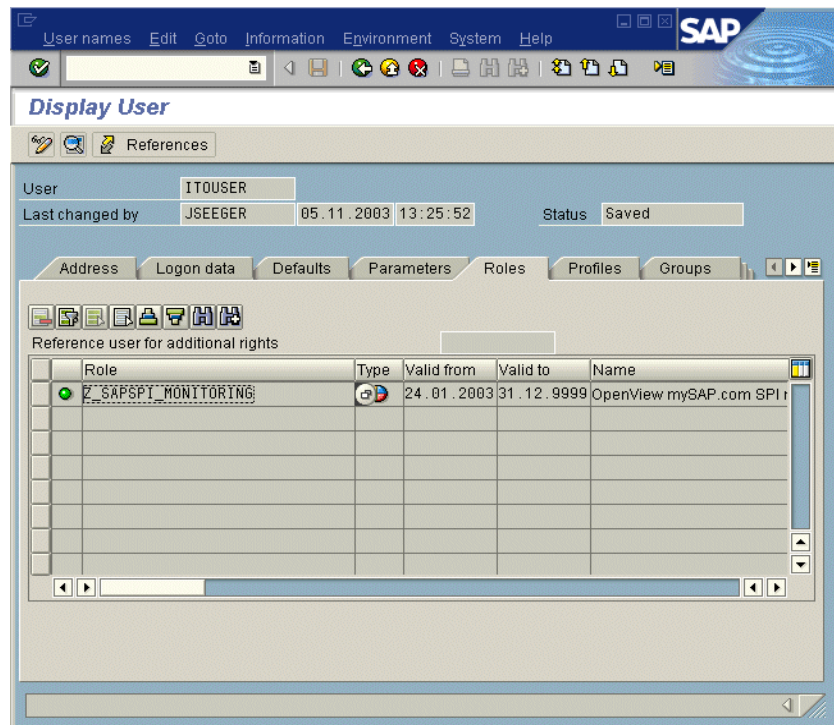 User names Edit Goto Information Environment System Help
SAP
Display User
References
User ITOUSER
Last changed by JSEEGER 05.11.2003 13:25:52 Status Saved
Address Logon data Defaults Parameters Roles Profiles Groups
Reference user for additional rights
Role Type Valid from Valid to Name
Z_SAPSPI_MONITORING 24.01.2003 31.12.9999 OpenView mySAP.com SPI